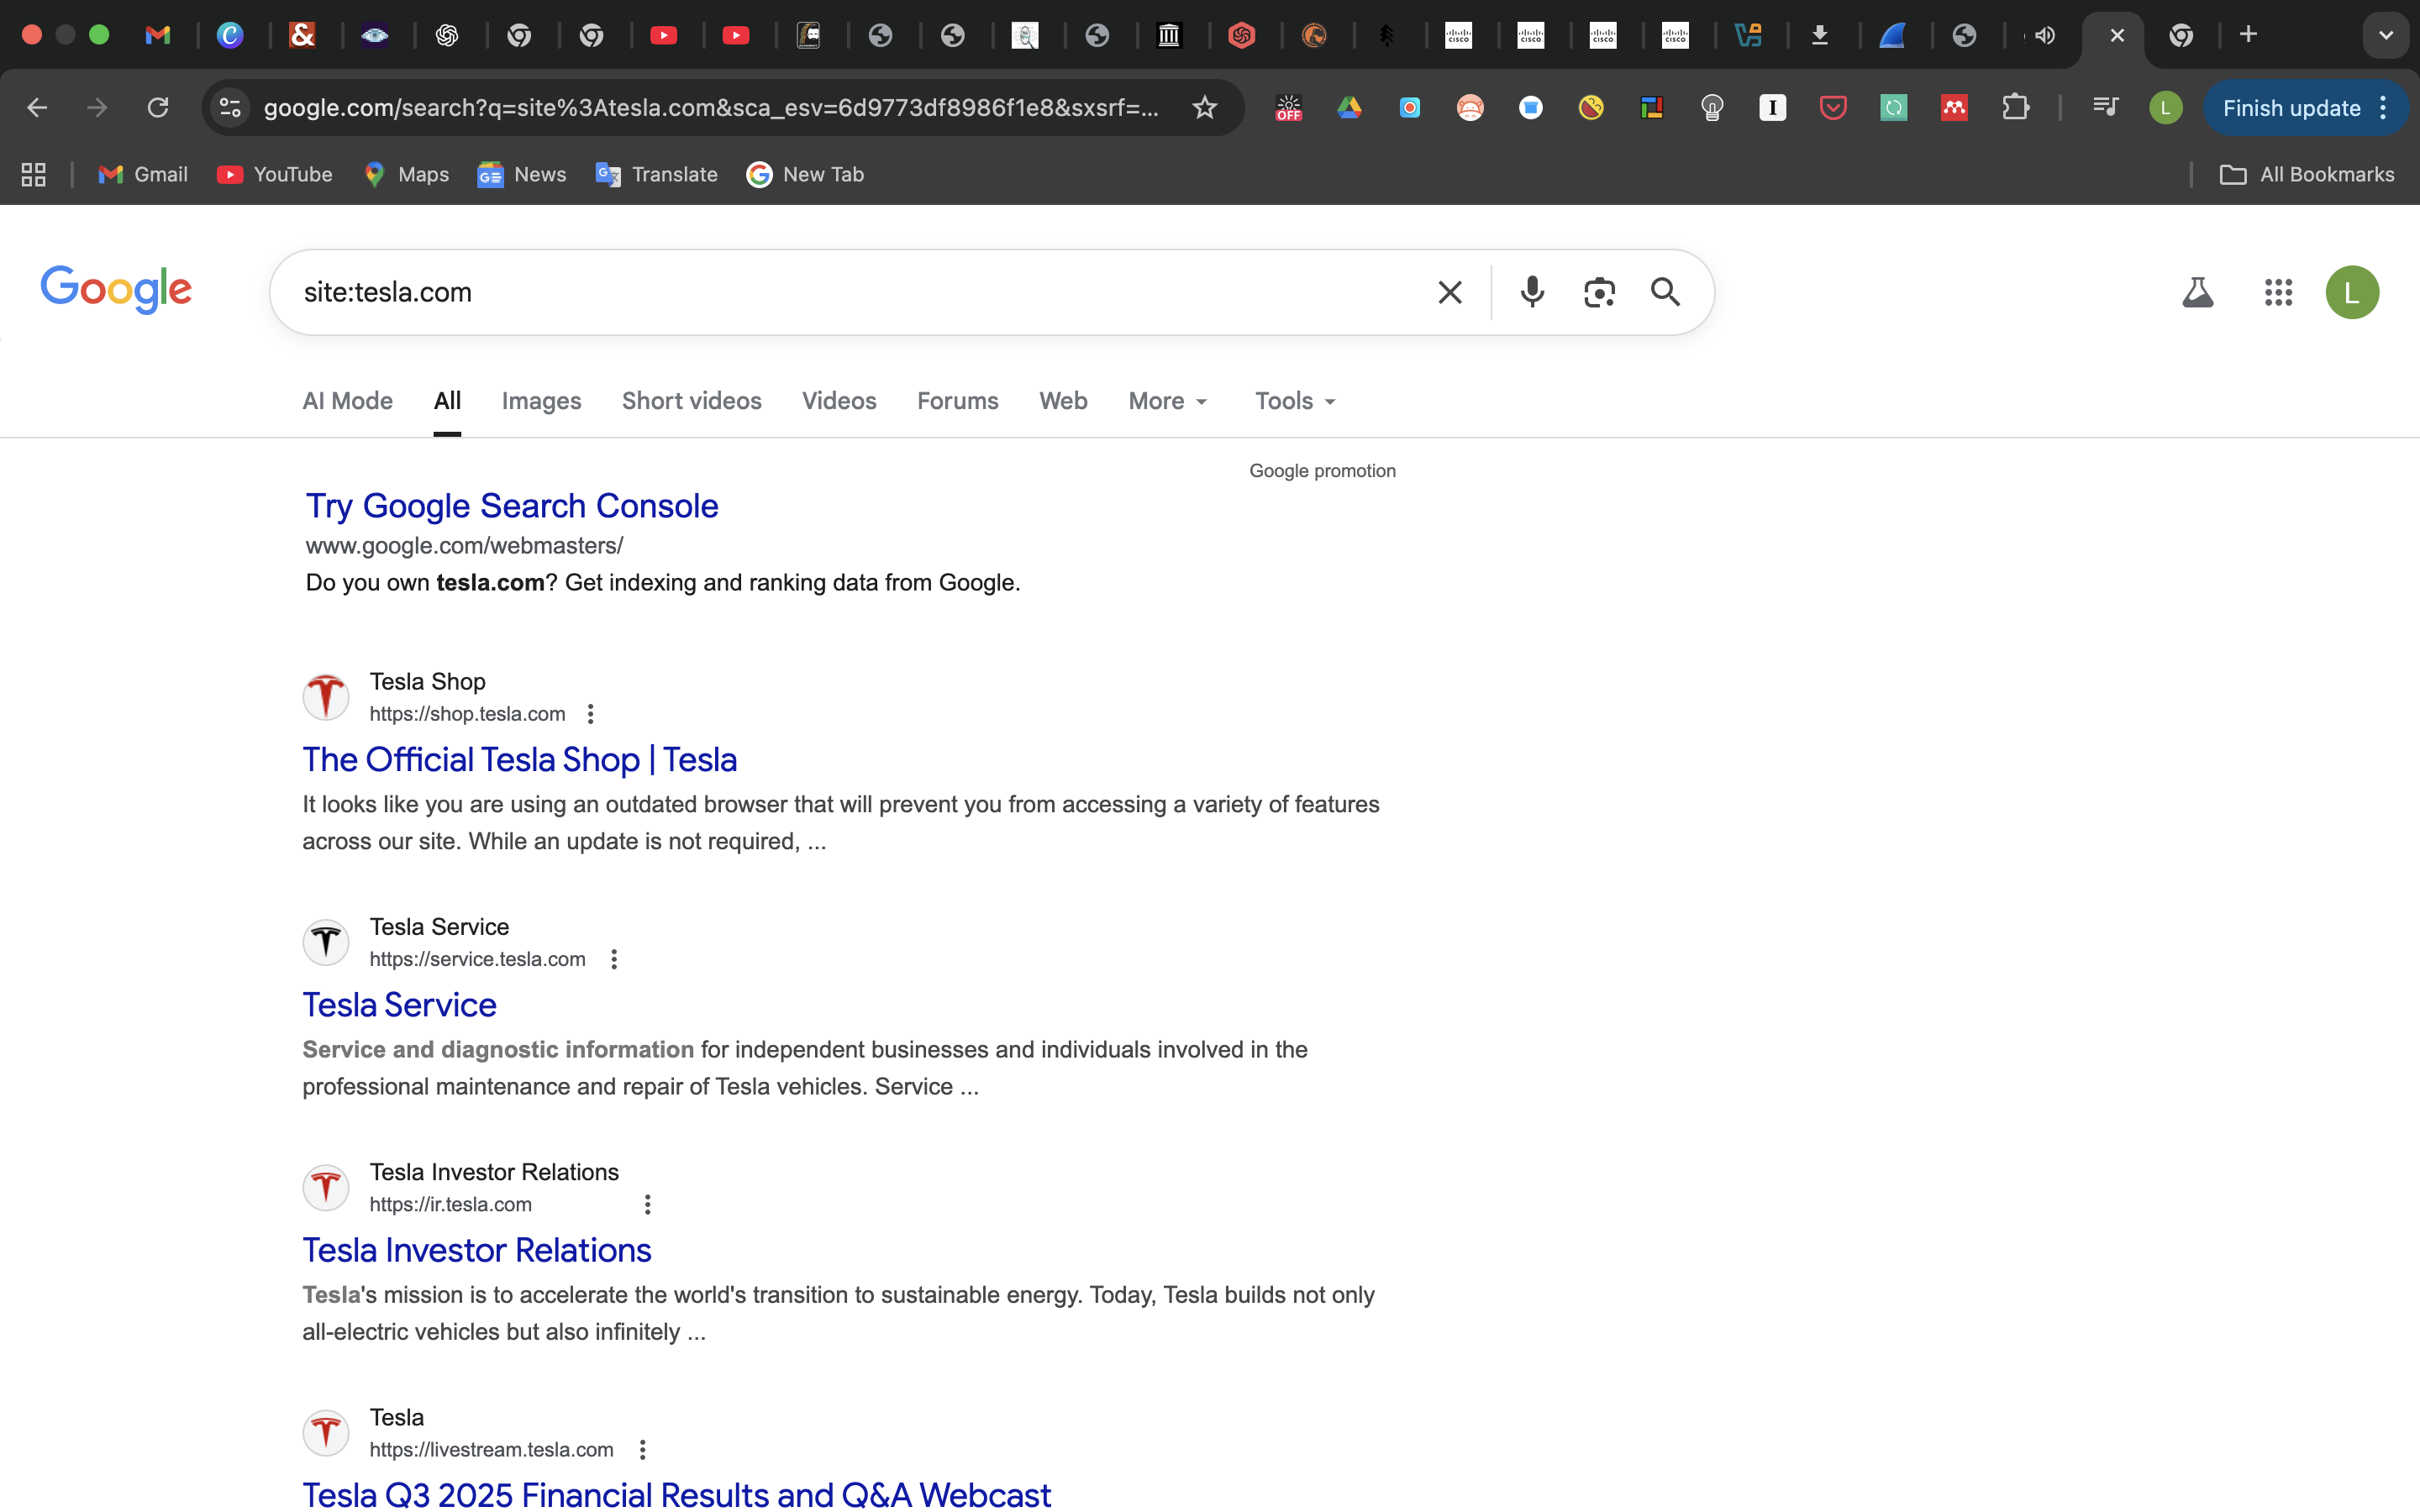 google.com/search?q=site%3Atesla.com&sca_esv=6d9773df8986f1e8&sxsrf=...
OFF
L
Finish update
Gmail
YouTube
Maps
News
Translate
New Tab
All Bookmarks
Google
site:tesla.com
L
AI Mode
All
Images
Short videos
Videos
Forums
Web
More
Tools
Google promotion
Try Google Search Console
www.google.com/webmasters/
Do you own tesla.com? Get indexing and ranking data from Google.
Tesla Shop
https://shop.tesla.com
The Official Tesla Shop | Tesla
It looks like you are using an outdated browser that will prevent you from accessing a variety of features
across our site. While an update is not required, ...
Tesla Service
https://service.tesla.com
Tesla Service
Service and diagnostic information for independent businesses and individuals involved in the
professional maintenance and repair of Tesla vehicles. Service ...
Tesla Investor Relations
https://ir.tesla.com
Tesla Investor Relations
Tesla's mission is to accelerate the world's transition to sustainable energy. Today, Tesla builds not only
all-electric vehicles but also infinitely ...
Tesla
https://livestream.tesla.com
Tesla Q3 2025 Financial Results and Q&A Webcast